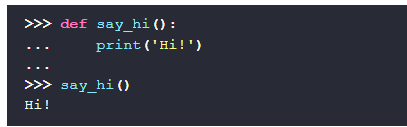 >>> def say_hi():
...     print('Hi!')
...
>>> say_hi()
Hi!